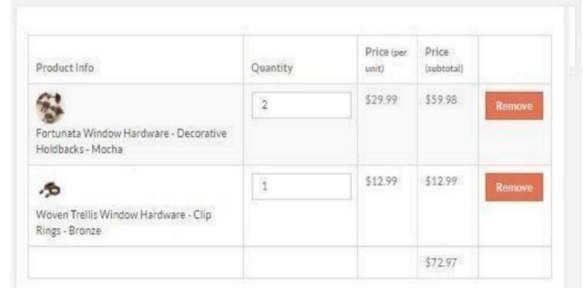 Product Info Quantity Price (per unit) Price (subtotal)
2 $29.99 $59.98 Remove
Fortunata Window Hardware - Decorative
Holdbacks - Mocha
1 $12.99 $12.99 Remove
Woven Trellis Window Hardware - Clip
Rings - Bronze
$72.97